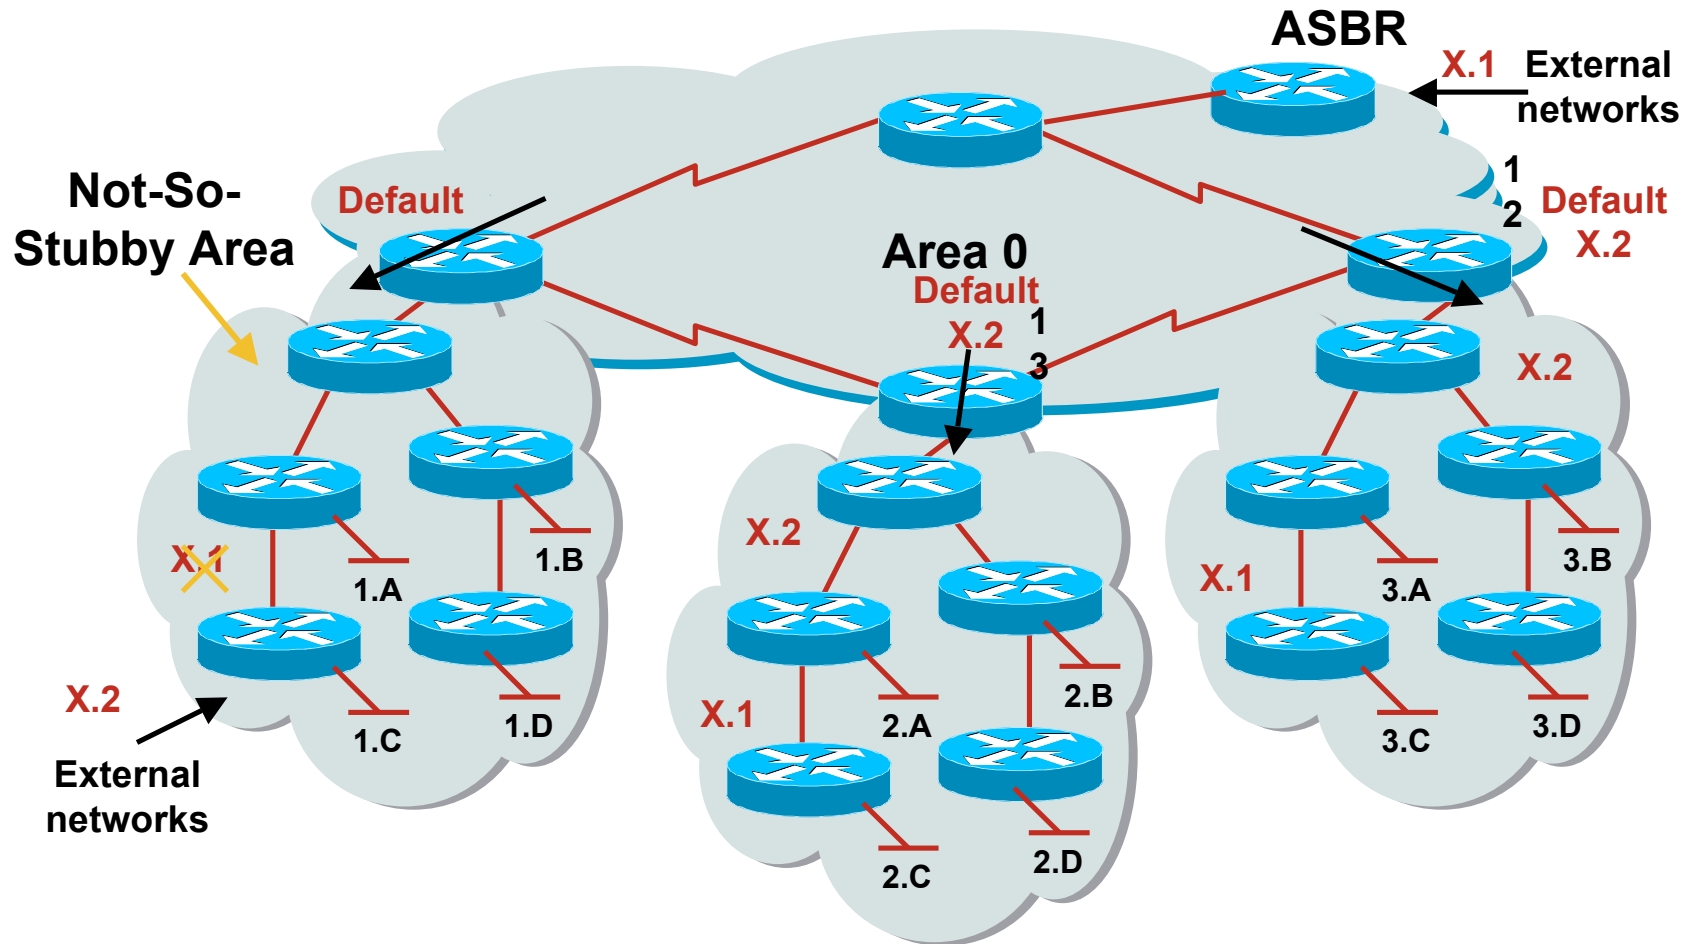 ASBR
X.1
External
networks
Not-So-
Stubby Area
Default
1
2
Default
X.2
Area 0
Default
X.2
1
3
X.1
1.A
1.B
1.C
1.D
X.2
External
networks
X.2
X.1
2.A
2.B
2.C
2.D
X.2
X.1
3.A
3.B
3.C
3.D